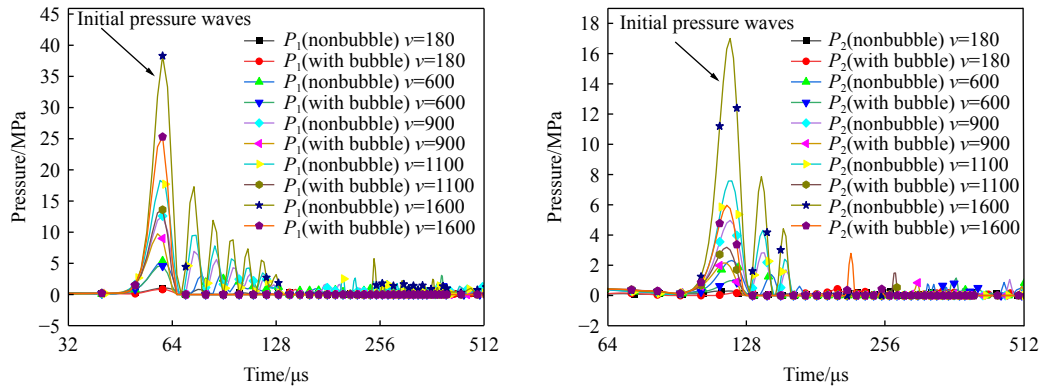 45
40
35
30
25
20
15
10
5
0
−5
Pressure/MPa
Initial pressure waves
P1(nonbubble) v=180
P1(with bubble) v=180
P1(nonbubble) v=600
P1(with bubble) v=600
P1(nonbubble) v=900
P1(with bubble) v=900
P1(nonbubble) v=1100
P1(with bubble) v=1100
P1(nonbubble) v=1600
P1(with bubble) v=1600
32 64 128 256 512
Time/μs
18
16
14
12
10
8
6
4
2
0
−2
Pressure/MPa
Initial pressure waves
P2(nonbubble) v=180
P2(with bubble) v=180
P2(nonbubble) v=600
P2(with bubble) v=600
P2(nonbubble) v=900
P2(with bubble) v=900
P2(nonbubble) v=1100
P2(with bubble) v=1100
P2(nonbubble) v=1600
P2(with bubble) v=1600
64 128 256 512
Time/μs